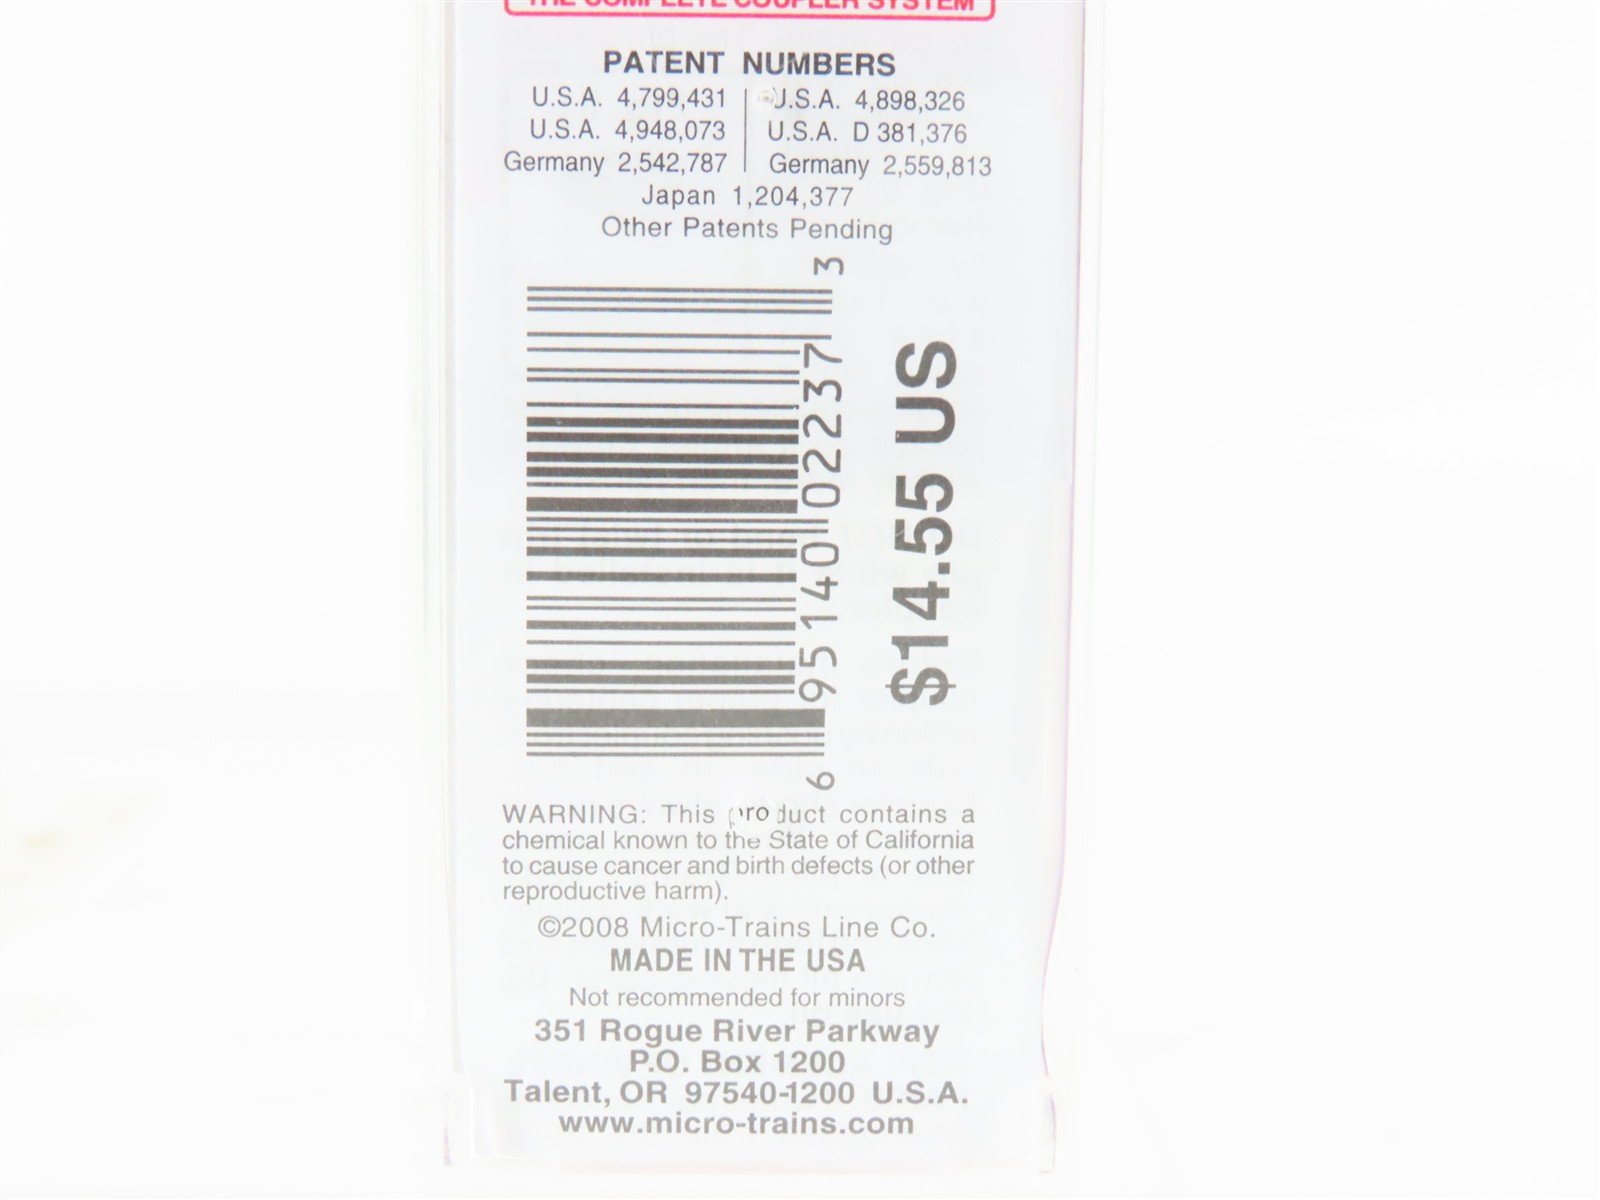 THE COMPLETE COUPLER SYSTEM
PATENT NUMBERS
U.S.A. 4,799,431 U.S.A. 4,898,326
U.S.A. 4,948,073 U.S.A. D 381,376
Germany 2,542,787 Germany 2,559,813
Japan 1,204,377
Other Patents Pending
6 95140 02237 3
$14.55 US
WARNING: This product contains a
chemical known to the State of California
to cause cancer and birth defects (or other
reproductive harm).
©2008 Micro-Trains Line Co.
MADE IN THE USA
Not recommended for minors
351 Rogue River Parkway
P.O. Box 1200
Talent, OR 97540-1200 U.S.A.
www.micro-trains.com